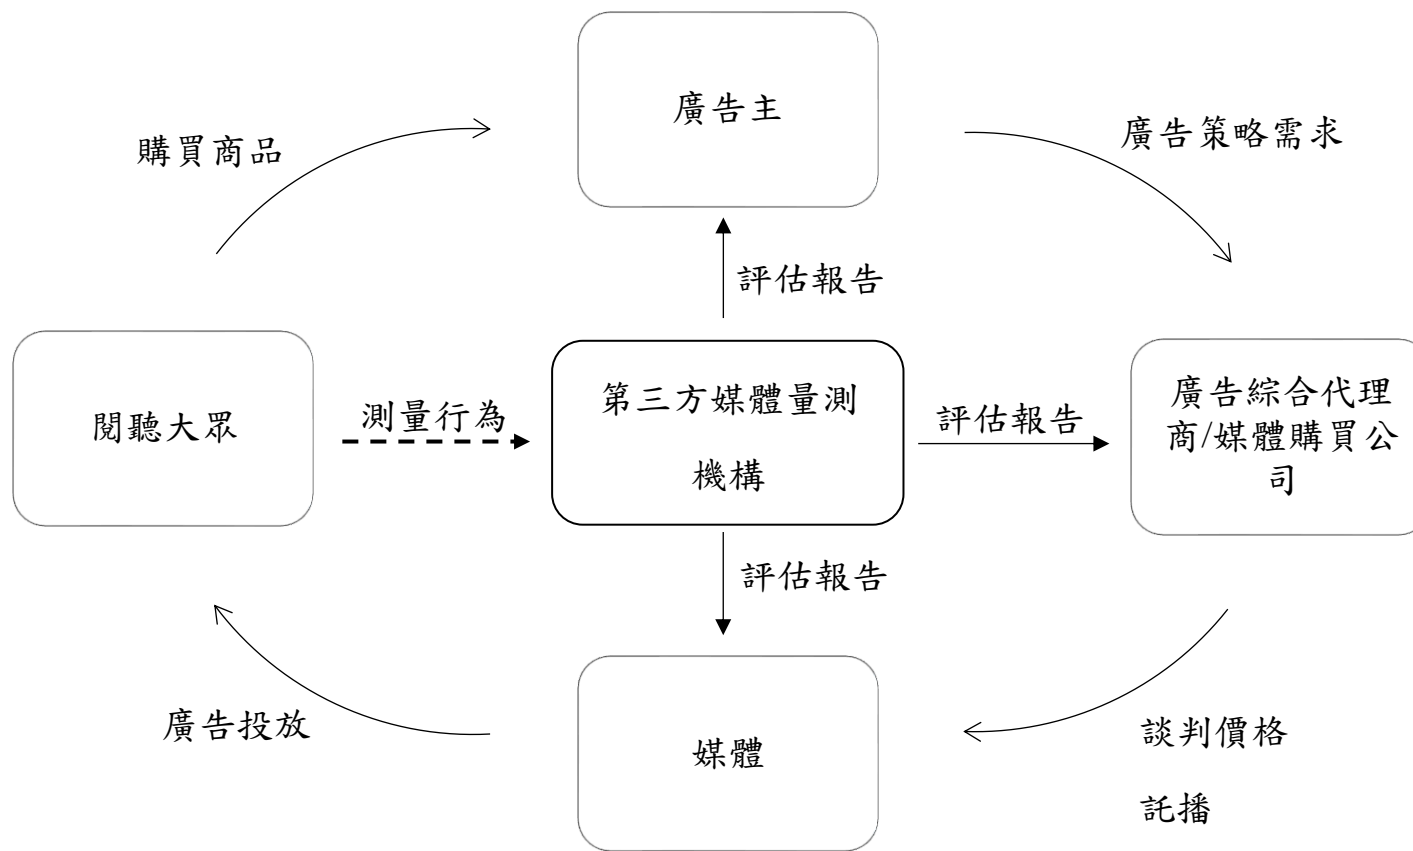 廣告主
購買商品
廣告策略需求
評估報告
閱聽大眾
測量行為
第三方媒體量測
機構
評估報告
廣告綜合代理
商/媒體購買公
司
評估報告
廣告投放
媒體
談判價格
託播